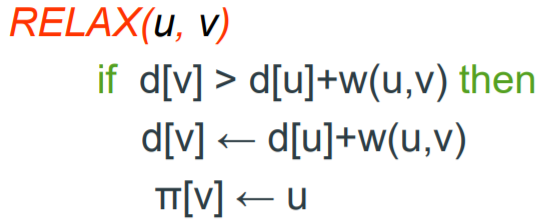 RELAX(u, v)
if d[v] > d[u]+w(u,v) then
d[v] ← d[u]+w(u,v)
π[v] ← u